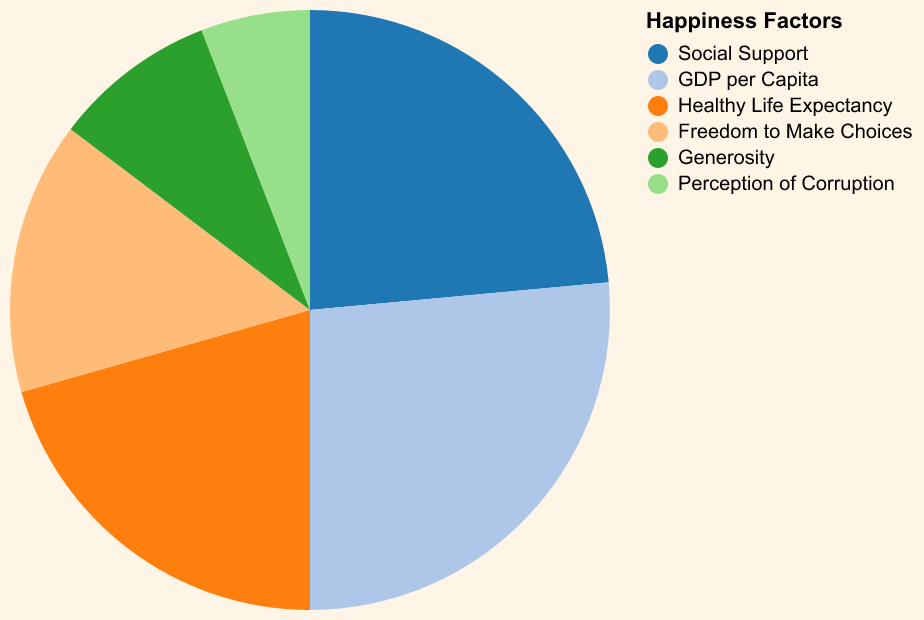 Happiness Factors
Social Support
GDP per Capita
Healthy Life Expectancy
Freedom to Make Choices
Generosity
Perception of Corruption